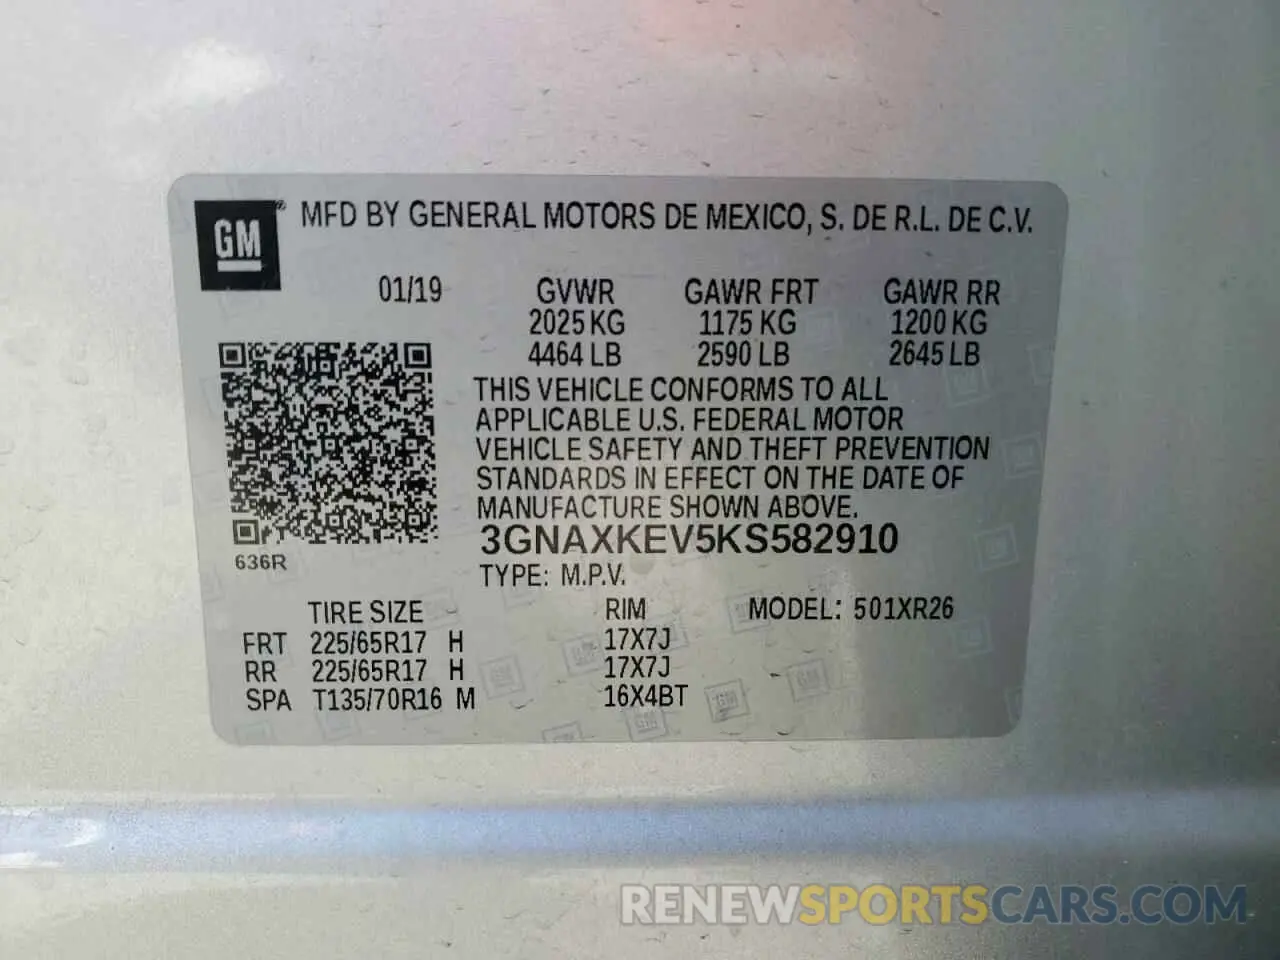 GM® MFD BY GENERAL MOTORS DE MEXICO, S. DE R.L. DE C.V.
01/19 GVWR GAWR FRT GAWR RR
2025 KG 1175 KG 1200 KG
4464 LB 2590 LB 2645 LB
THIS VEHICLE CONFORMS TO ALL
APPLICABLE U.S. FEDERAL MOTOR
VEHICLE SAFETY AND THEFT PREVENTION
STANDARDS IN EFFECT ON THE DATE OF
MANUFACTURE SHOWN ABOVE.
3GNAXKEV5KS582910
636R
TYPE: M.P.V.
TIRE SIZE RIM MODEL: 501XR26
FRT 225/65R17 H 17X7J
RR 225/65R17 H 17X7J
SPA T135/70R16 M 16X4BT
RENEWSPORTSCARS.COM